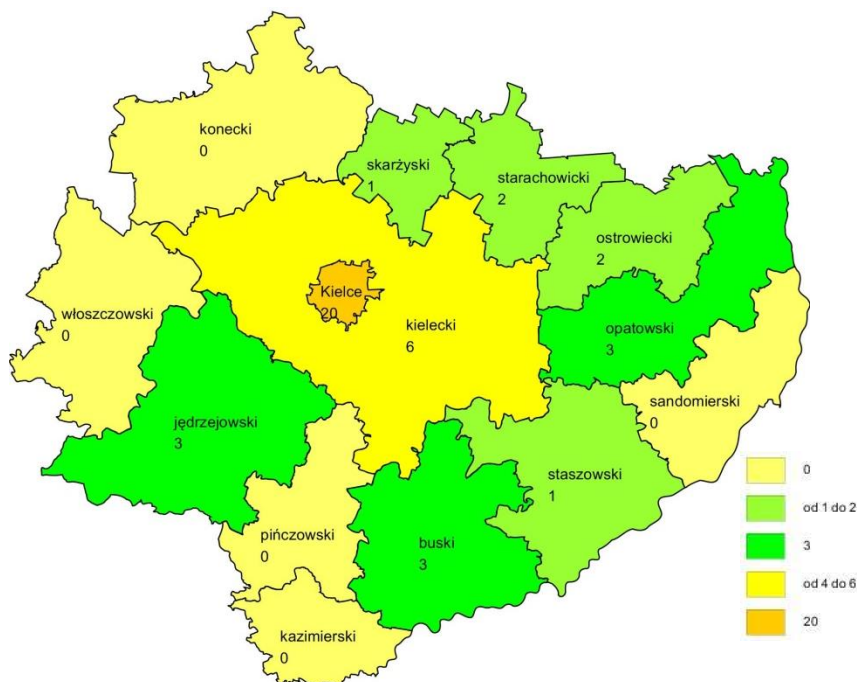 konecki
0
skarżyski
1
starachowicki
2
ostrowiecki
2
włoszczowski
0
Kielce
20
kielecki
6
opatowski
3
jędrzejowski
3
sandomierski
0
staszowski
1
pińczowski
0
buski
3
kazimierski
0
0
od 1 do 2
3
od 4 do 6
20